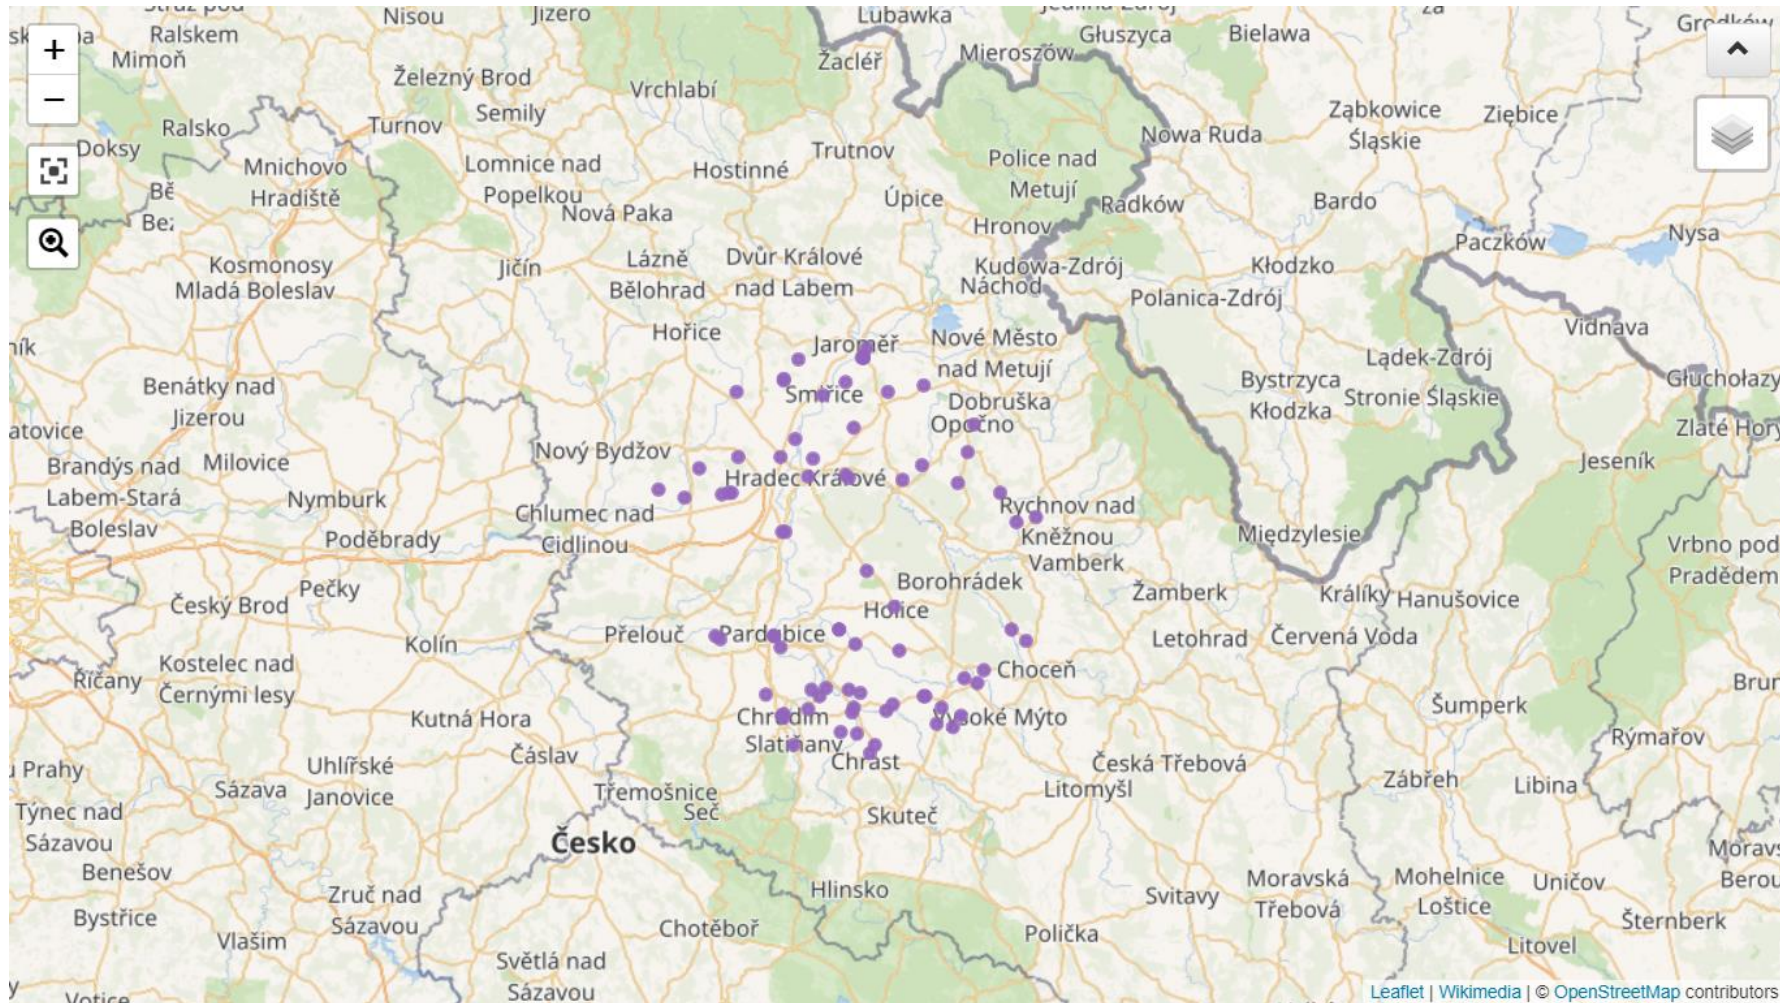 Nisou
Jizero
Lubawka
Głuszyca
Bielawa
Ralskem
Mimoň
Železný Brod
Semily
Vrchlabí
Žacléř
Mieroszów
Ząbkowice
Śląskie
Ziębice
+
−
Ralsko
Turnov
Doksy
Mnichovo
Hradiště
Lomnice nad
Popelkou
Nová Paka
Hostinné
Trutnov
Úpice
Police nad
Metují
Nowa Ruda
Radków
Bardo
Hronov
Paczków
Nysa
Kosmonosy
Mladá Boleslav
Jičín
Lázně
Bělohrad
Dvůr Králové
nad Labem
Kudowa-Zdrój
Náchod
Kłodzko
Polanica-Zdrój
Hořice
Jaroměř
Nové Město
nad Metují
Vidnava
Lądek-Zdrój
Stronie Śląskie
Bystrzyca
Kłodzka
Głuchołazy
Benátky nad
Jizerou
Smiřice
Dobruška
Opočno
Zlaté Hory
atovice
Brandýs nad
Labem-Stará
Boleslav
Milovice
Nymburk
Nový Bydžov
Hradec Králové
Jeseník
Chlumec nad
Cidlinou
Poděbrady
Rychnov nad
Kněžnou
Vamberk
Międzylesie
Vrbno pod
Pradědem
Pečky
Český Brod
Borohrádek
Holice
Žamberk
Králíky
Hanušovice
Kolín
Přelouč
Pardubice
Letohrad
Červená Voda
Říčany
Kostelec nad
Černými lesy
Choceň
Šumperk
Kutná Hora
Chrudim
Vysoké Mýto
Slatiňany
Chrast
Čáslav
Rýmařov
Prahy
Uhlířské
Janovice
Sázava
Třemošnice
Seč
Česká Třebová
Litomyšl
Zábřeh
Libina
Týnec nad
Sázavou
Skuteč
Česko
Benešov
Bystřice
Zruč nad
Sázavou
Vlašim
Hlinsko
Svitavy
Moravská
Třebová
Mohelnice
Loštice
Uničov
Šternberk
Moravs
Berou
Chotěboř
Polička
Litovel
Světlá nad
Sázavou
Votice
Leaflet | Wikimedia | © OpenStreetMap contributors